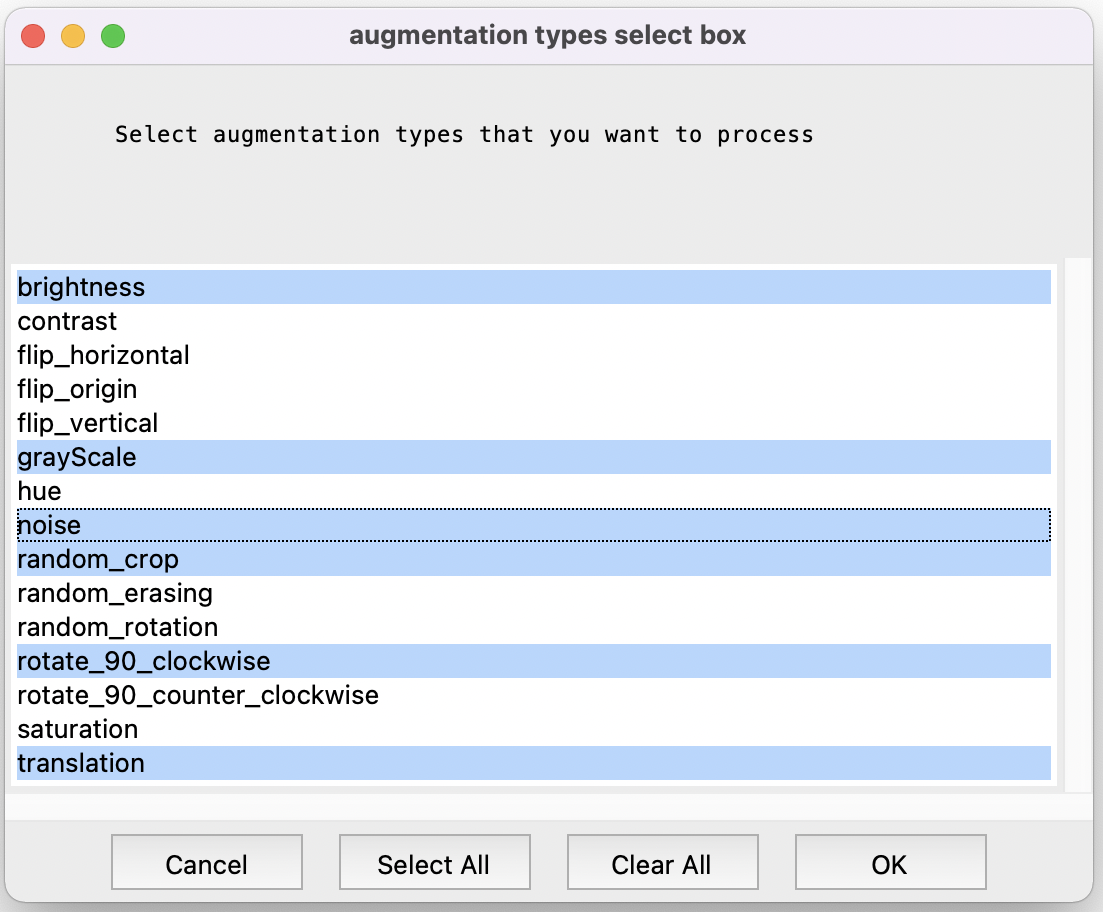 augmentation types select box
Select augmentation types that you want to process
brightness
contrast
flip_horizontal
flip_origin
flip_vertical
grayScale
hue
noise
random_crop
random_erasing
random_rotation
rotate_90_clockwise
rotate_90_counter_clockwise
saturation
translation
Cancel Select All Clear All OK